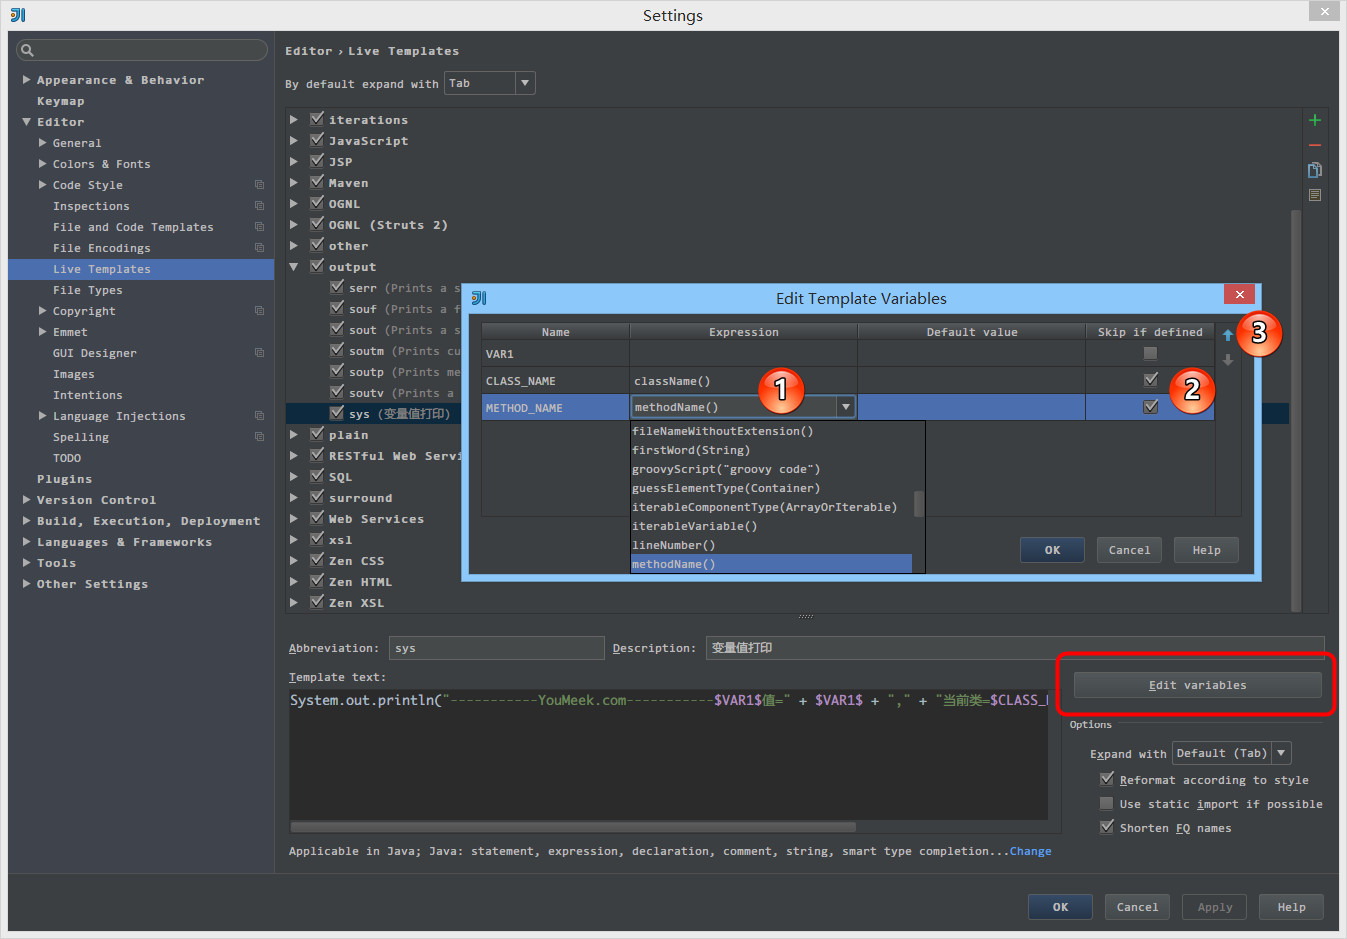 Settings
Editor › Live Templates
By default expand with Tab
Appearance & Behavior
Keymap
Editor
General
Colors & Fonts
Code Style
Inspections
File and Code Templates
File Encodings
Live Templates
File Types
Copyright
Emmet
GUI Designer
Images
Intentions
Language Injections
Spelling
TODO
Plugins
Version Control
Build, Execution, Deployment
Languages & Frameworks
Tools
Other Settings
iterations
JavaScript
JSP
Maven
OGNL
OGNL (Struts 2)
other
output
serr (Prints a s
souf (Prints a f
sout (Prints a s
soutm (Prints cu
soutp (Prints me
soutv (Prints a
sys (变量值打印)
plain
RESTful Web Servi
SQL
surround
Web Services
xsl
Zen CSS
Zen HTML
Zen XSL
Edit Template Variables
Name Expression Default value Skip if defined
VAR1
CLASS_NAME className()
METHOD_NAME methodName()
1
2
3
fileNameWithoutExtension()
firstWord(String)
groovyScript("groovy code")
guessElementType(Container)
iterableComponentType(ArrayOrIterable)
iterableVariable()
lineNumber()
methodName()
OK Cancel Help
Abbreviation: sys Description: 变量值打印
Template text:
System.out.println("-----------YouMeek.com-----------$VAR1$值=" + $VAR1$ + "," + "当前类=$CLASS_
Edit variables
Options
Expand with Default (Tab)
Reformat according to style
Use static import if possible
Shorten FQ names
Applicable in Java; Java: statement, expression, declaration, comment, string, smart type completion...Change
OK Cancel Apply Help